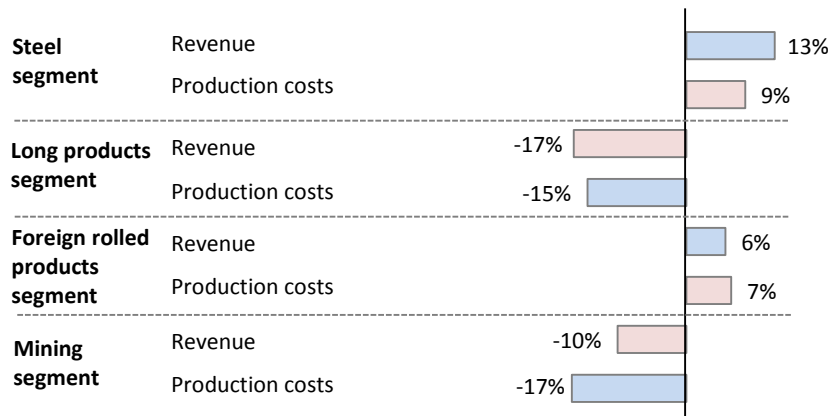 Steel
segment
Revenue
13%
Production costs
9%
Long products
segment
Revenue
-17%
Production costs
-15%
Foreign rolled
products
segment
Revenue
6%
Production costs
7%
Mining
segment
Revenue
-10%
Production costs
-17%